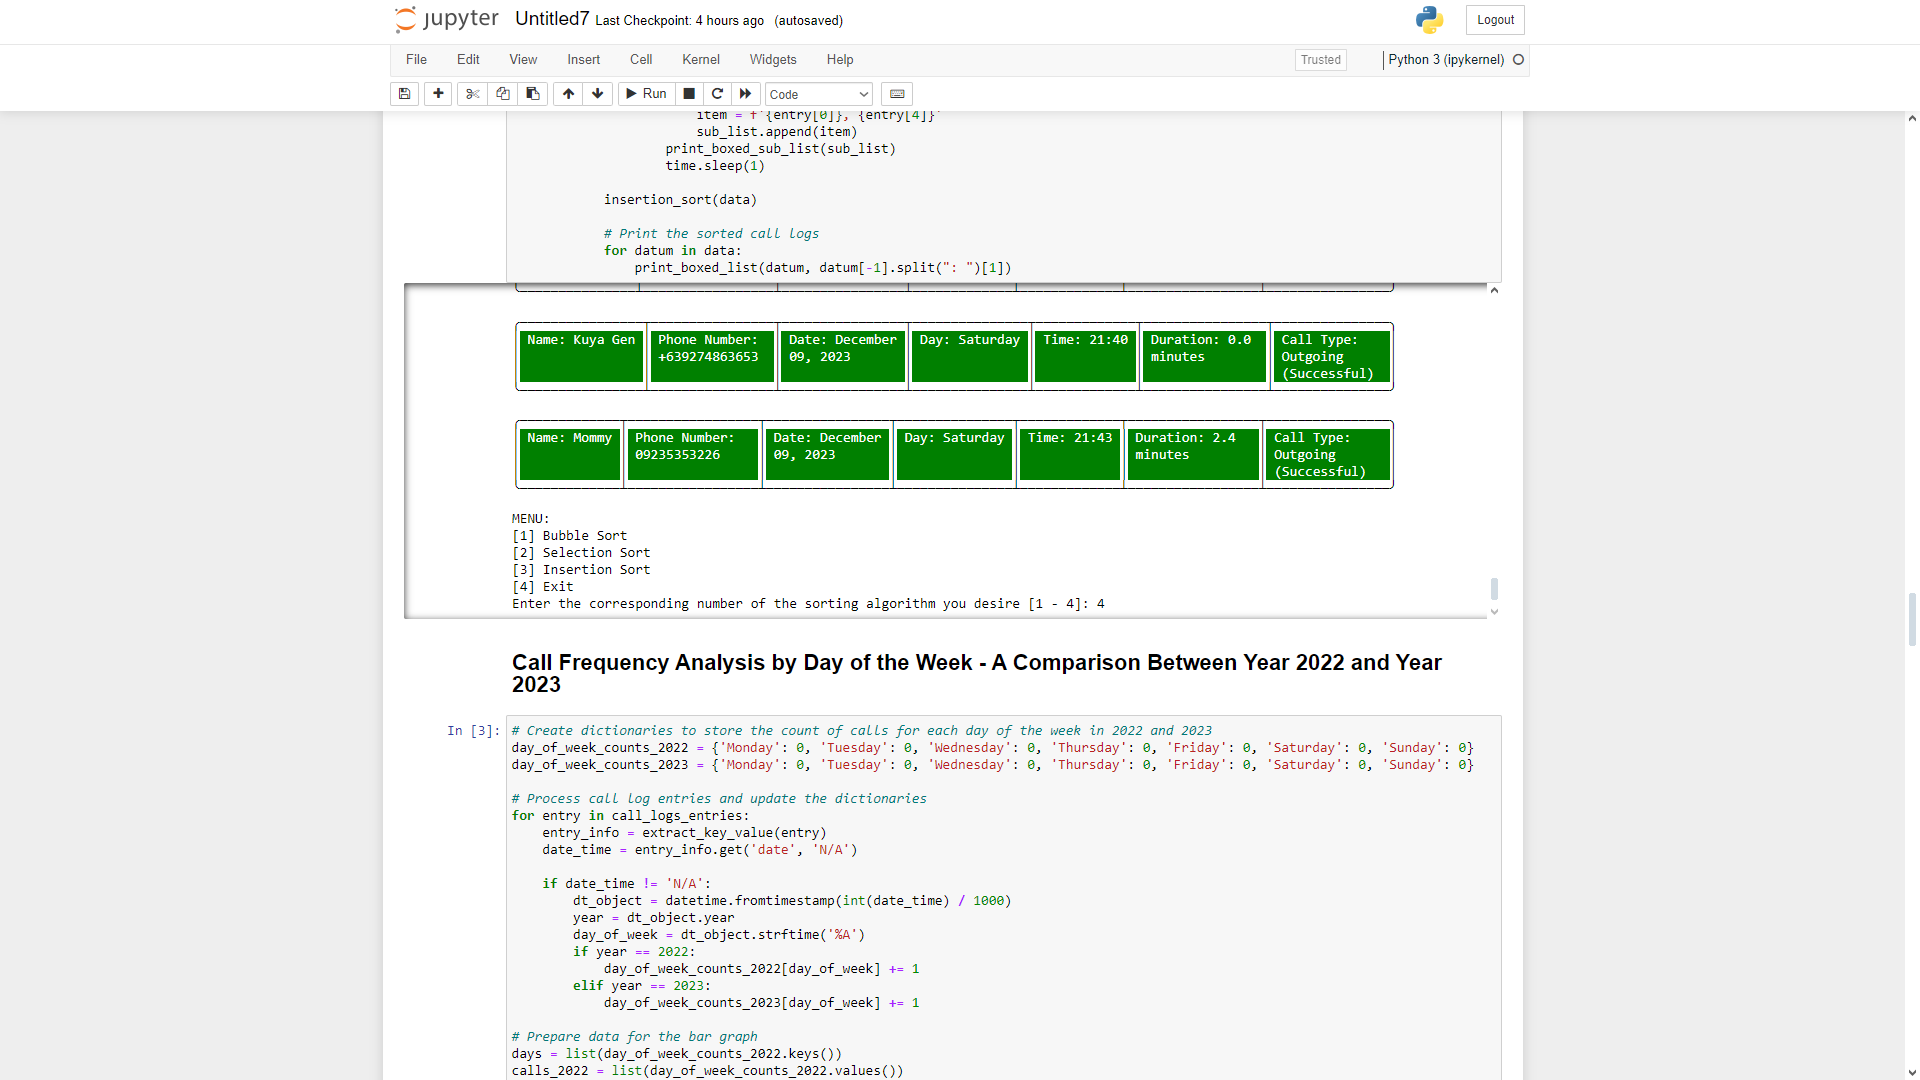 jupyter Untitled7 Last Checkpoint: 4 hours ago (autosaved) Logout
File Edit View Insert Cell Kernel Widgets Help Trusted Python 3 (ipykernel)
Run Code
item = f'{entry[0]}, {entry[4]}'
sub_list.append(item)
print_boxed_sub_list(sub_list)
time.sleep(1)
insertion_sort(data)
# Print the sorted call logs
for datum in data:
print_boxed_list(datum, datum[-1].split(": ")[1])
Name: Kuya Gen Phone Number: Date: December Day: Saturday Time: 21:40 Duration: 0.0 Call Type:
+639274863653 09, 2023 minutes Outgoing
(Successful)
Name: Mommy Phone Number: Date: December Day: Saturday Time: 21:43 Duration: 2.4 Call Type:
09235353226 09, 2023 minutes Outgoing
(Successful)
MENU:
[1] Bubble Sort
[2] Selection Sort
[3] Insertion Sort
[4] Exit
Enter the corresponding number of the sorting algorithm you desire [1 - 4]: 4
Call Frequency Analysis by Day of the Week - A Comparison Between Year 2022 and Year
2023
In [3]: # Create dictionaries to store the count of calls for each day of the week in 2022 and 2023
day_of_week_counts_2022 = {'Monday': 0, 'Tuesday': 0, 'Wednesday': 0, 'Thursday': 0, 'Friday': 0, 'Saturday': 0, 'Sunday': 0}
day_of_week_counts_2023 = {'Monday': 0, 'Tuesday': 0, 'Wednesday': 0, 'Thursday': 0, 'Friday': 0, 'Saturday': 0, 'Sunday': 0}
# Process call log entries and update the dictionaries
for entry in call_logs_entries:
entry_info = extract_key_value(entry)
date_time = entry_info.get('date', 'N/A')
if date_time != 'N/A':
dt_object = datetime.fromtimestamp(int(date_time) / 1000)
year = dt_object.year
day_of_week = dt_object.strftime('%A')
if year == 2022:
day_of_week_counts_2022[day_of_week] += 1
elif year == 2023:
day_of_week_counts_2023[day_of_week] += 1
# Prepare data for the bar graph
days = list(day_of_week_counts_2022.keys())
calls_2022 = list(day_of_week_counts_2022.values())